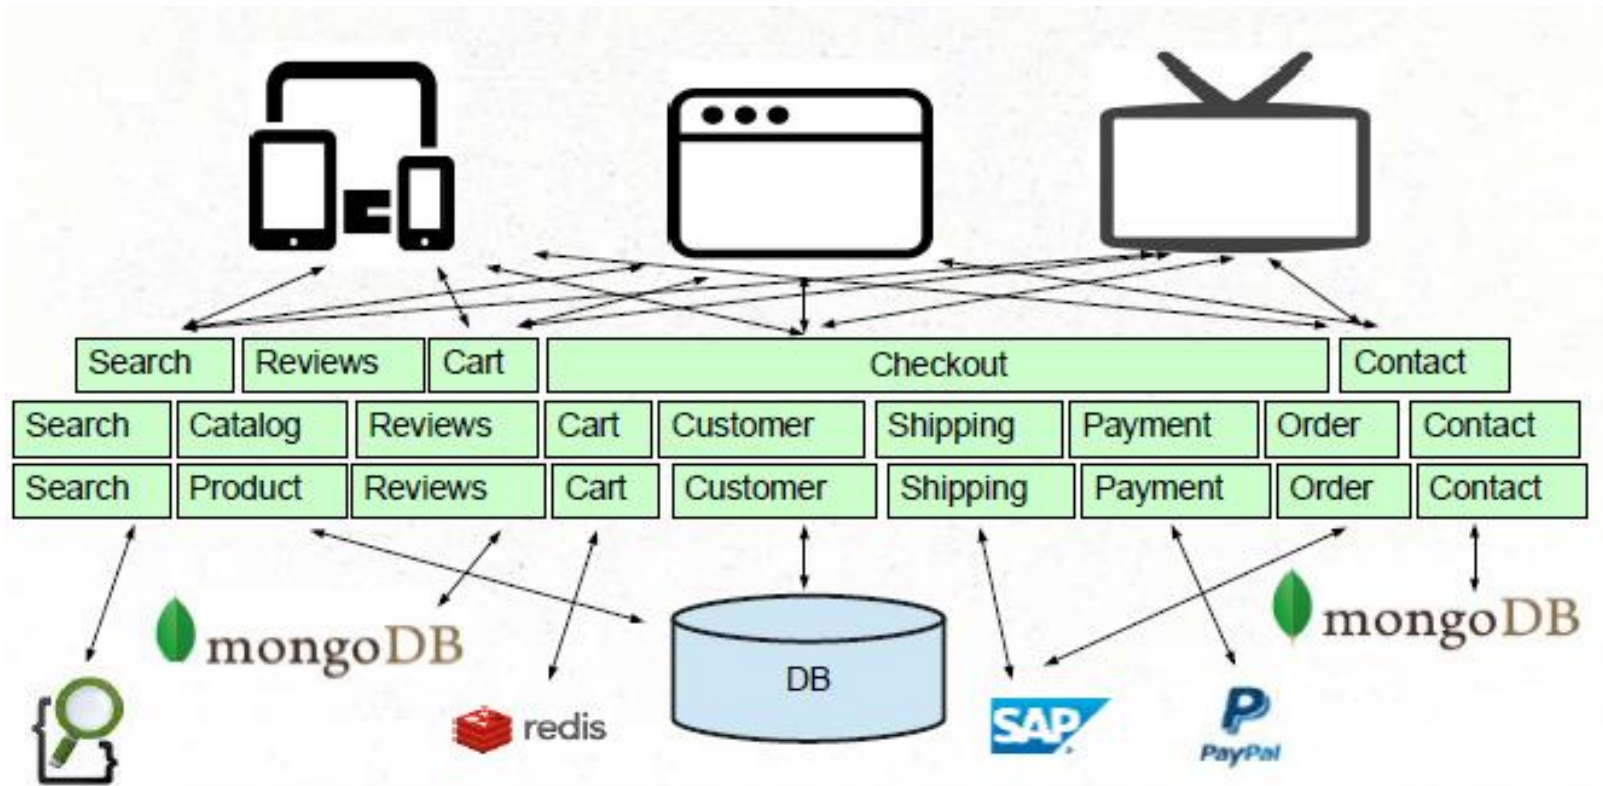 Search Reviews Cart Checkout Contact
Search Catalog Reviews Cart Customer Shipping Payment Order Contact
Search Product Reviews Cart Customer Shipping Payment Order Contact
mongoDB
mongoDB
DB
redis
SAP
PayPal